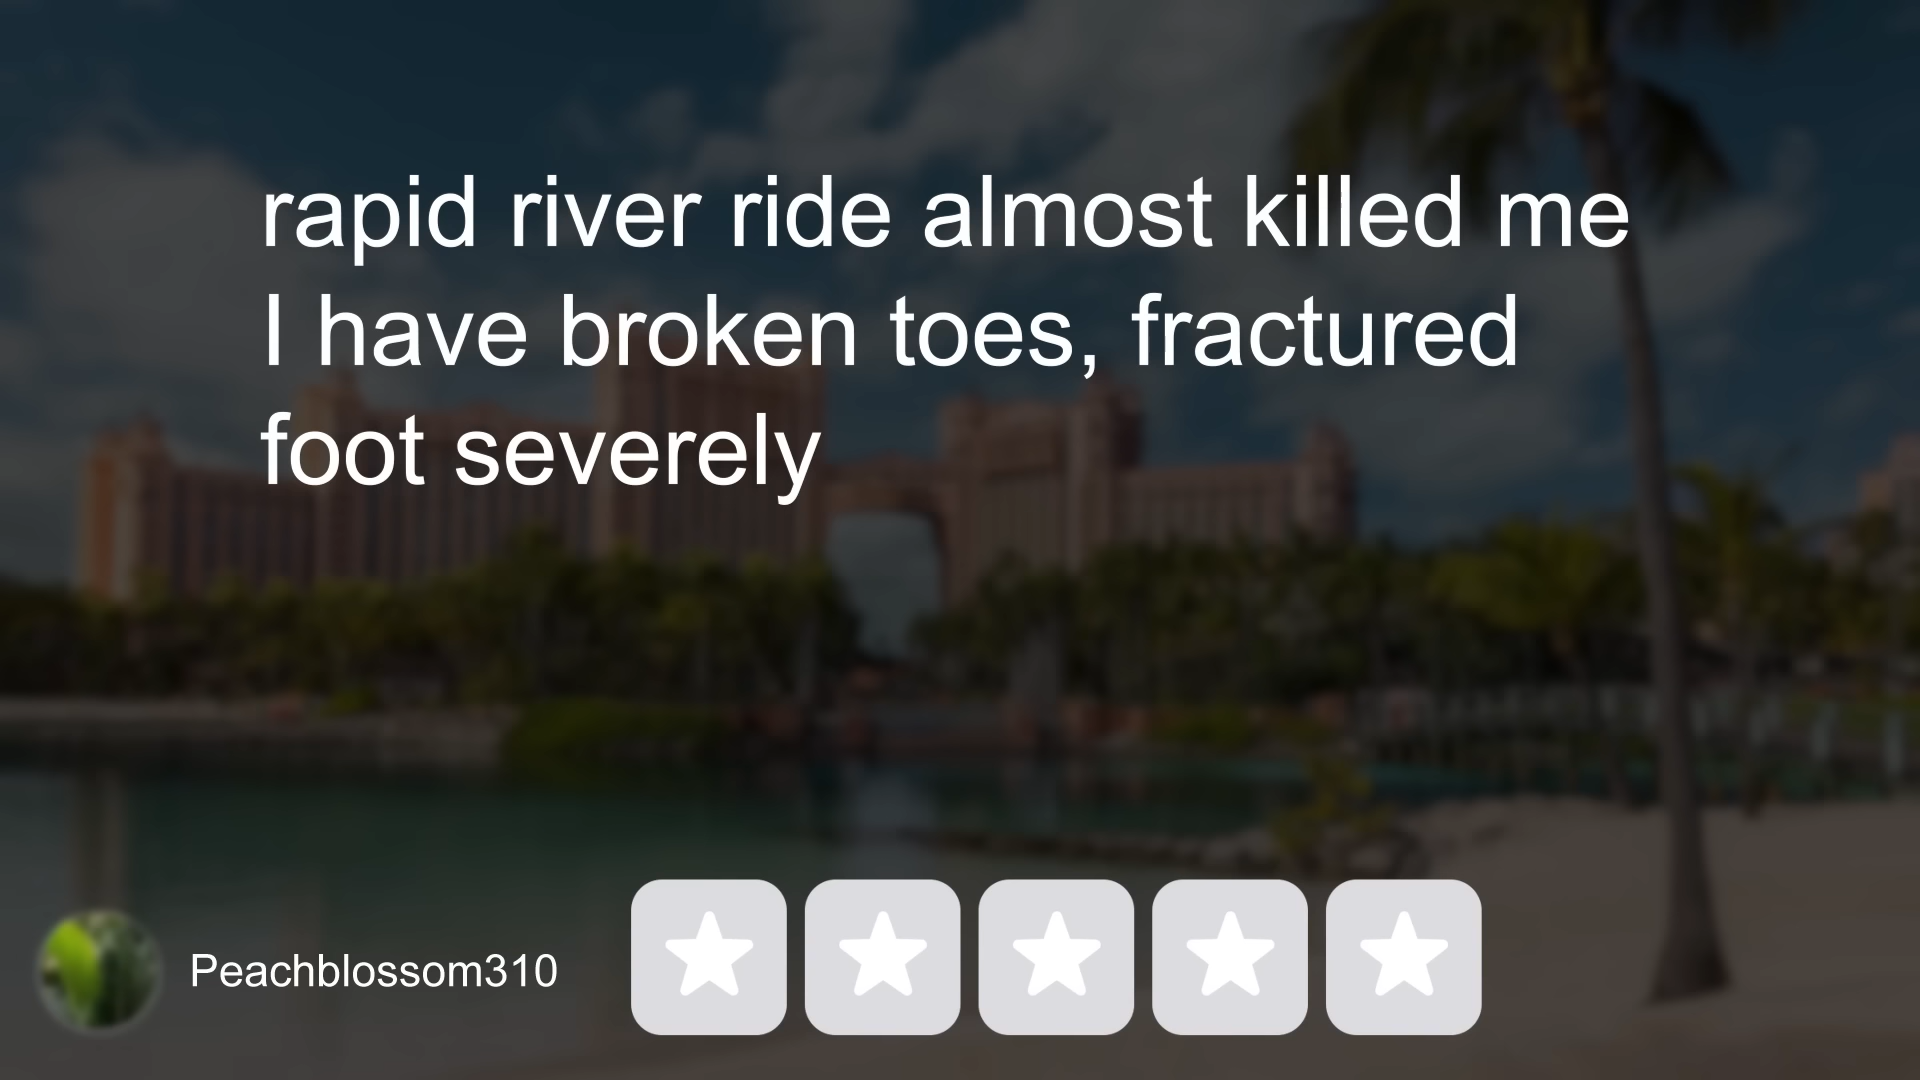 rapid river ride almost killed me
I have broken toes, fractured
foot severely
Peachblossom310